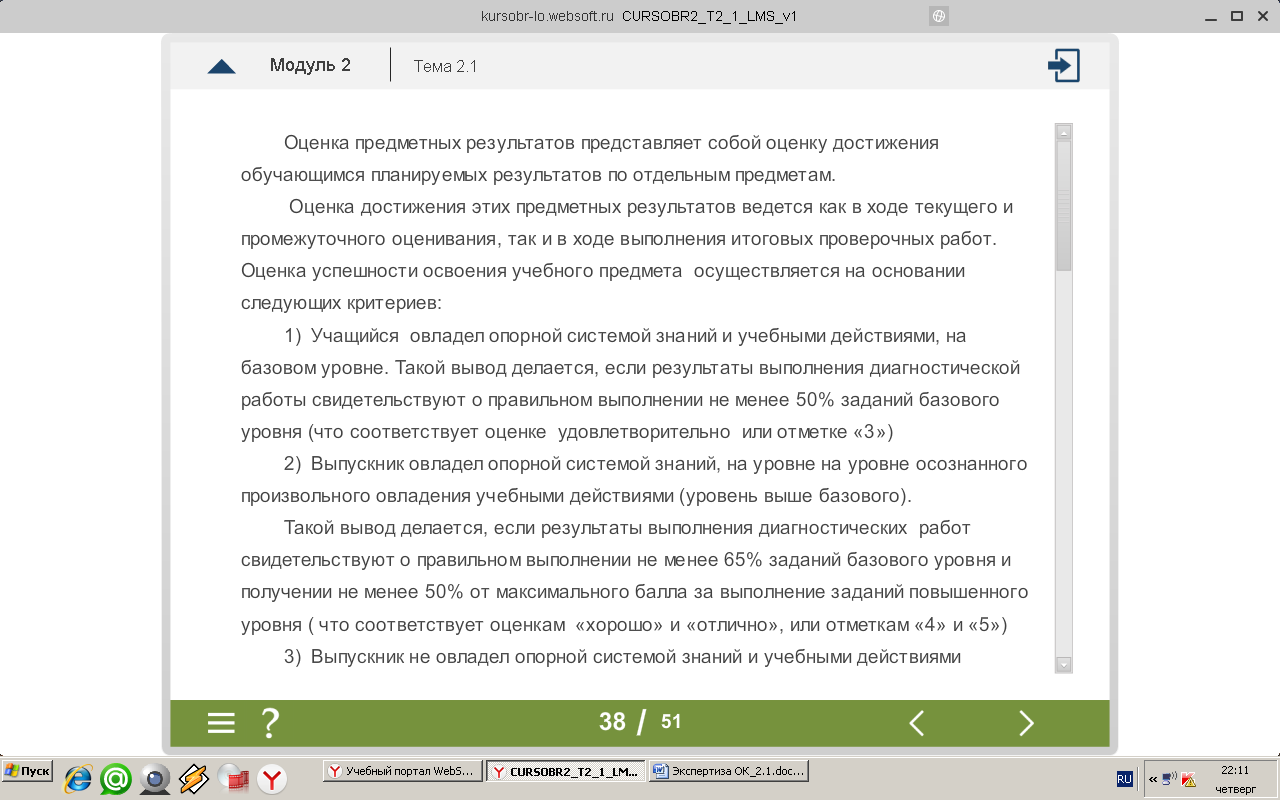 kursobr-lo.websoft.ru CURSOBR2_T2_1_LMS_v1
Модуль 2
Тема 2.1
Оценка предметных результатов представляет собой оценку достижения
обучающимся планируемых результатов по отдельным предметам.
Оценка достижения этих предметных результатов ведется как в ходе текущего и
промежуточного оценивания, так и в ходе выполнения итоговых проверочных работ.
Оценка успешности освоения учебного предмета осуществляется на основании
следующих критериев:
1) Учащийся овладел опорной системой знаний и учебными действиями, на
базовом уровне. Такой вывод делается, если результаты выполнения диагностической
работы свидетельствуют о правильном выполнении не менее 50% заданий базового
уровня (что соответствует оценке удовлетворительно или отметке «3»)
2) Выпускник овладел опорной системой знаний, на уровне на уровне осознанного
произвольного овладения учебными действиями (уровень выше базового).
Такой вывод делается, если результаты выполнения диагностических работ
свидетельствуют о правильном выполнении не менее 65% заданий базового уровня и
получении не менее 50% от максимального балла за выполнение заданий повышенного
уровня ( что соответствует оценкам «хорошо» и «отлично», или отметкам «4» и «5»)
3) Выпускник не овладел опорной системой знаний и учебными действиями
?
38 / 51
Пуск
Учебный портал WebS...
CURSOBR2_T2_1_LM...
Экспертиза ОК_2.1.doc...
RU
«
22:11
четверг